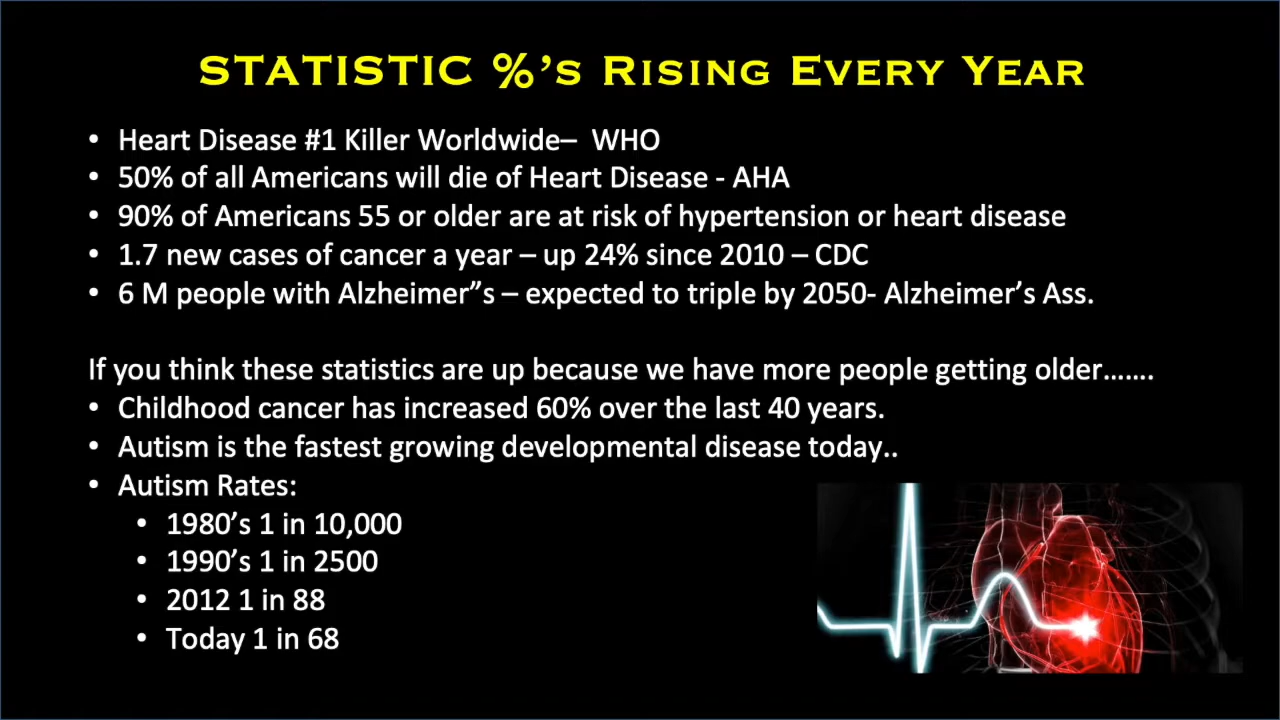 STATISTIC %’s RISING EVERY YEAR
• Heart Disease #1 Killer Worldwide– WHO
• 50% of all Americans will die of Heart Disease - AHA
• 90% of Americans 55 or older are at risk of hypertension or heart disease
• 1.7 new cases of cancer a year – up 24% since 2010 – CDC
• 6 M people with Alzheimer”s – expected to triple by 2050- Alzheimer’s Ass.
If you think these statistics are up because we have more people getting older…….
• Childhood cancer has increased 60% over the last 40 years.
• Autism is the fastest growing developmental disease today..
• Autism Rates:
• 1980’s 1 in 10,000
• 1990’s 1 in 2500
• 2012 1 in 88
• Today 1 in 68